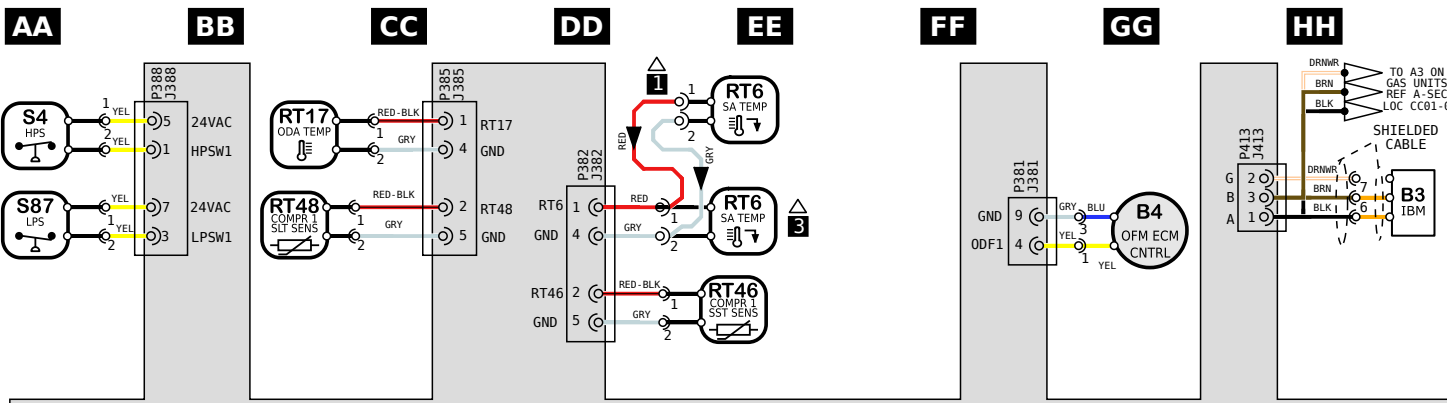 AA
BB
CC
DD
EE
FF
GG
HH
P388
J388
S4
HPS
1
YEL
5
24VAC
2
YEL
1
HPSW1
S87
LPS
YEL
7
24VAC
1
YEL
3
LPSW1
2
P385
J385
RT17
ODA TEMP
RED-BLK
1
RT17
1
GRY
4
GND
2
RT48
COMPR 1
SLT SENS
RED-BLK
2
RT48
1
GRY
5
GND
2
P382
J382
1
RT6
SA TEMP
1
2
RED
GRY
RT6
1
RED
1
RT6
SA TEMP
GND
4
GRY
2
3
RT46
2
RED-BLK
1
RT46
COMPR 1
SST SENS
GND
5
GRY
2
P381
J381
GND
9
GRY
BLU
3
ODF1
4
YEL
1
YEL
B4
OFM ECM
CNTRL
P413
J413
DRNWR
BRN
BLK
TO A3 ON
GAS UNITS
REF A-SEC
LOC CC01-0
SHIELDED
CABLE
G
2
DRNWR
7
B
3
BRN
6
A
1
BLK
5
B3
IBM